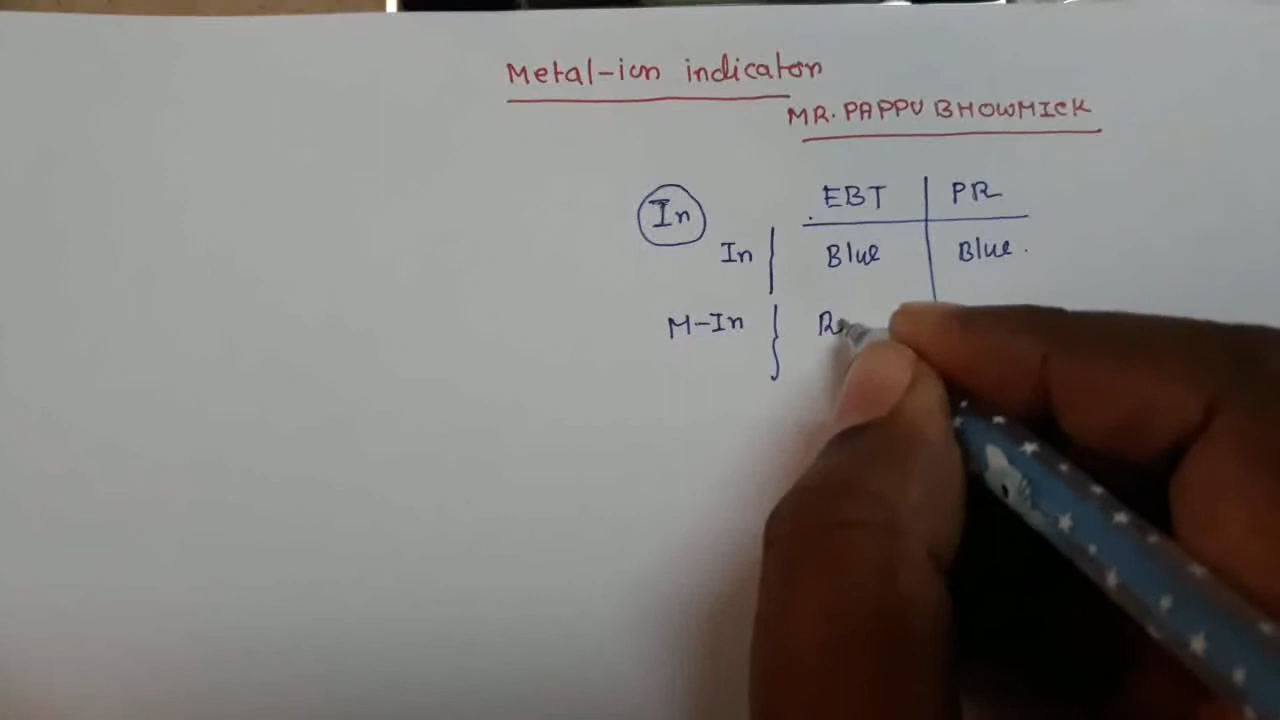 Metal-ion indicator
MR. PAPPU BHOWMICK
In
EBT PR
In Blue Blue.
M-In